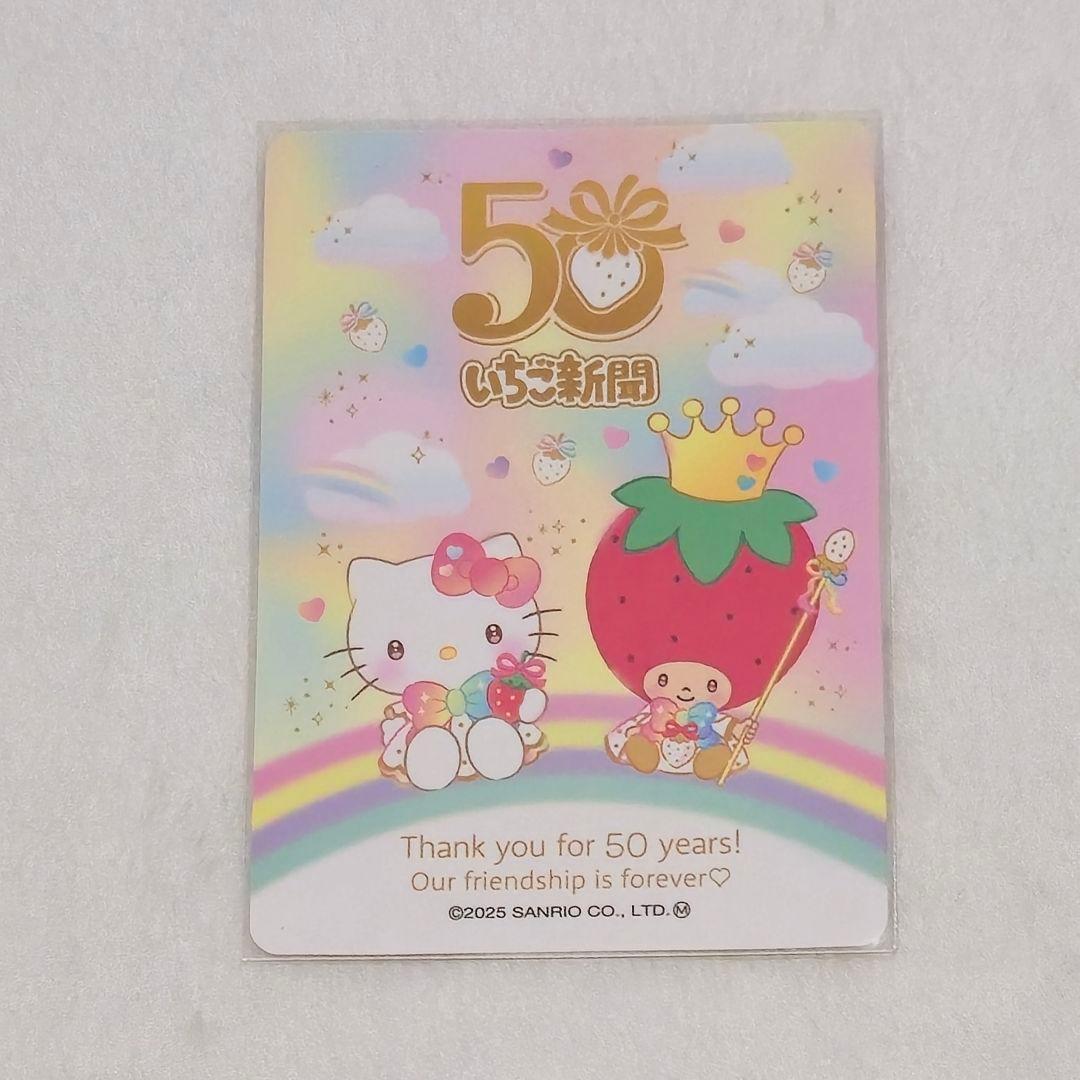 50
いちご新聞
Thank you for 50 years!
Our friendship is forever♡
©2025 SANRIO CO., LTD. Ⓜ